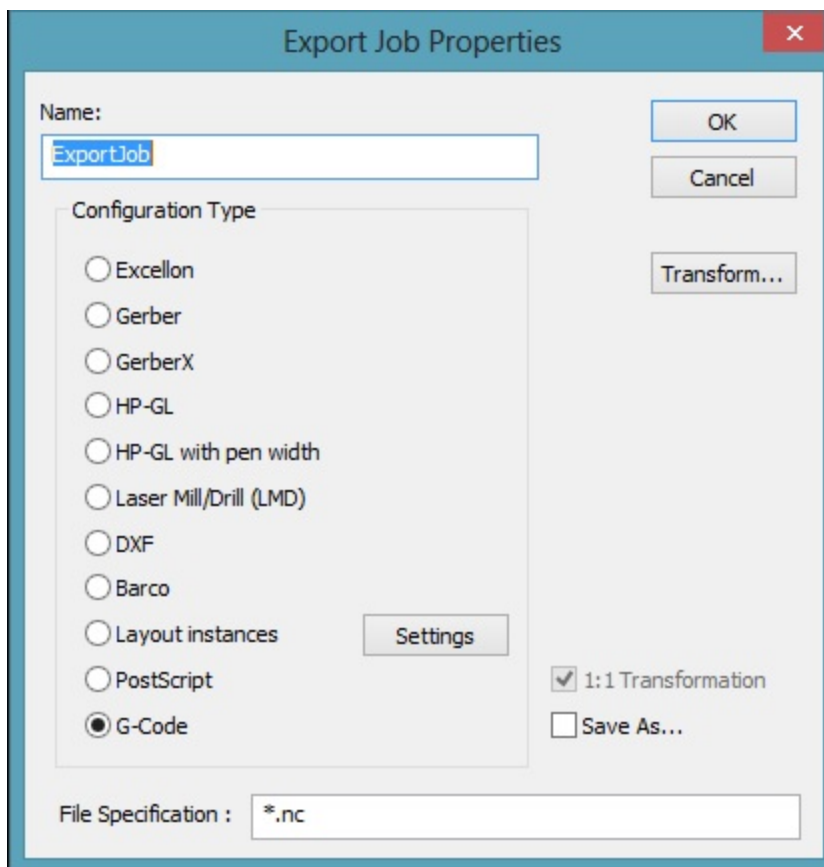 Export Job Properties
Name:
ExportJob
OK
Cancel
Transform...
Configuration Type
Excellon
Gerber
GerberX
HP-GL
HP-GL with pen width
Laser Mill/Drill (LMD)
DXF
Barco
Layout instances
Settings
PostScript
G-Code
1:1 Transformation
Save As...
File Specification :
*.nc